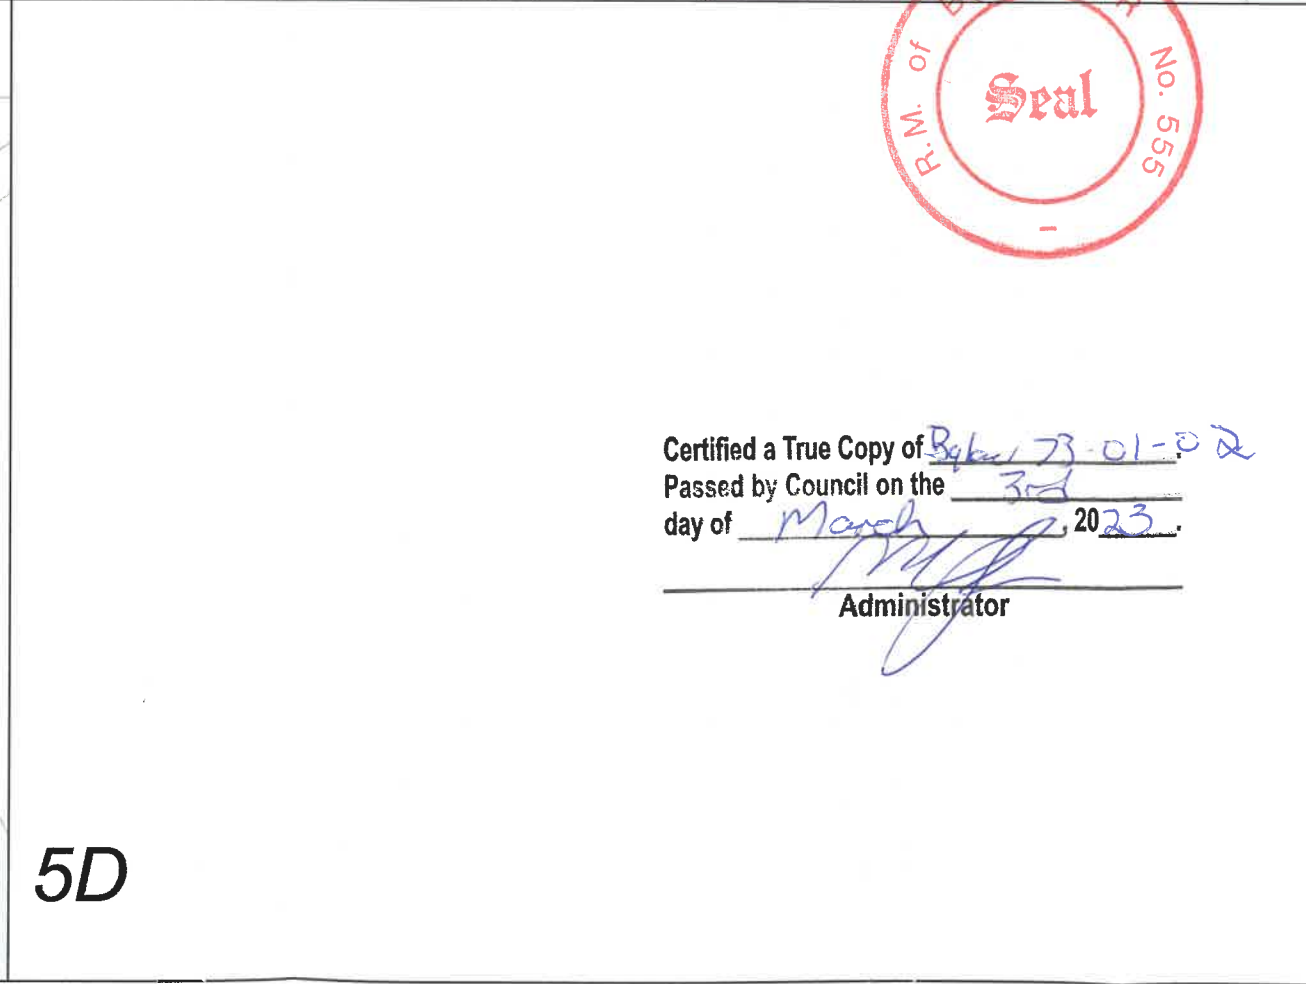 R.M. of No. 555
Seal
Certified a True Copy of Bylaw 23-01-02.
Passed by Council on the 3rd
day of March, 2023.
Administrator
5D